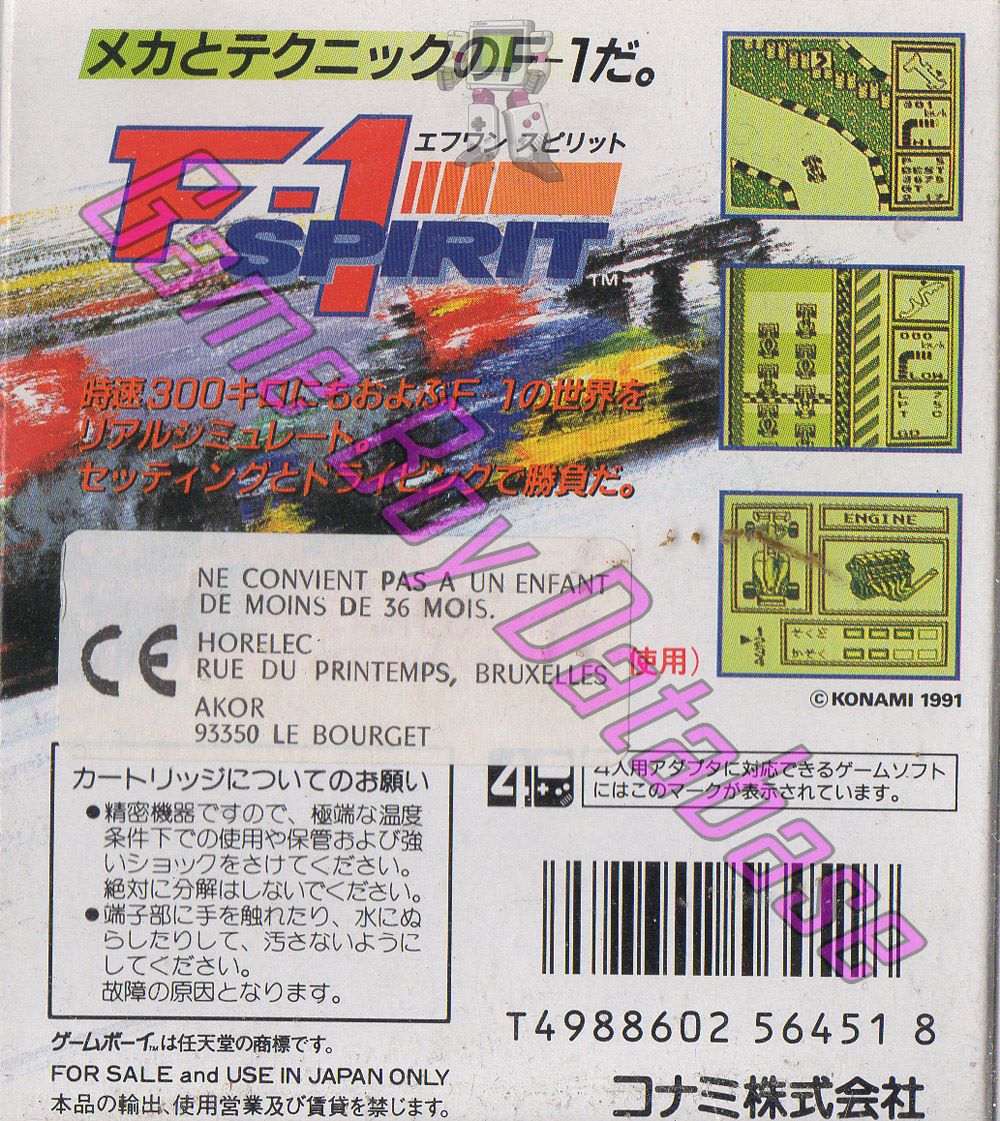 メカとテクニックのF-1だ。
F-1 SPIRIT
エフワン スピリット
TM
時速300キロにもおよぶF-1の世界を
リアルシミュレート。
セッティングとドライビングで勝負だ。
NE CONVIENT PAS A UN ENFANT
DE MOINS DE 36 MOIS.
CE
HORELEC
RUE DU PRINTEMPS, BRUXELLES
AKOR
93350 LE BOURGET
使用)
ENGINE
©KONAMI 1991
カートリッジについてのお願い
●精密機器ですので、極端な温度
条件下での使用や保管および強
いショックをさけてください。
絶対に分解はしないでください。
●端子部に手を触れたり、水にぬ
らしたりして、汚さないように
してください。
故障の原因となります。
4人用アダプタに対応できるゲームソフト
にはこのマークが表示されています。
T4988602 56451 8
ゲームボーイTMは任天堂の商標です。
FOR SALE and USE IN JAPAN ONLY
本品の輸出、使用営業及び賃貸を禁じます。
コナミ株式会社
Game Boy Database